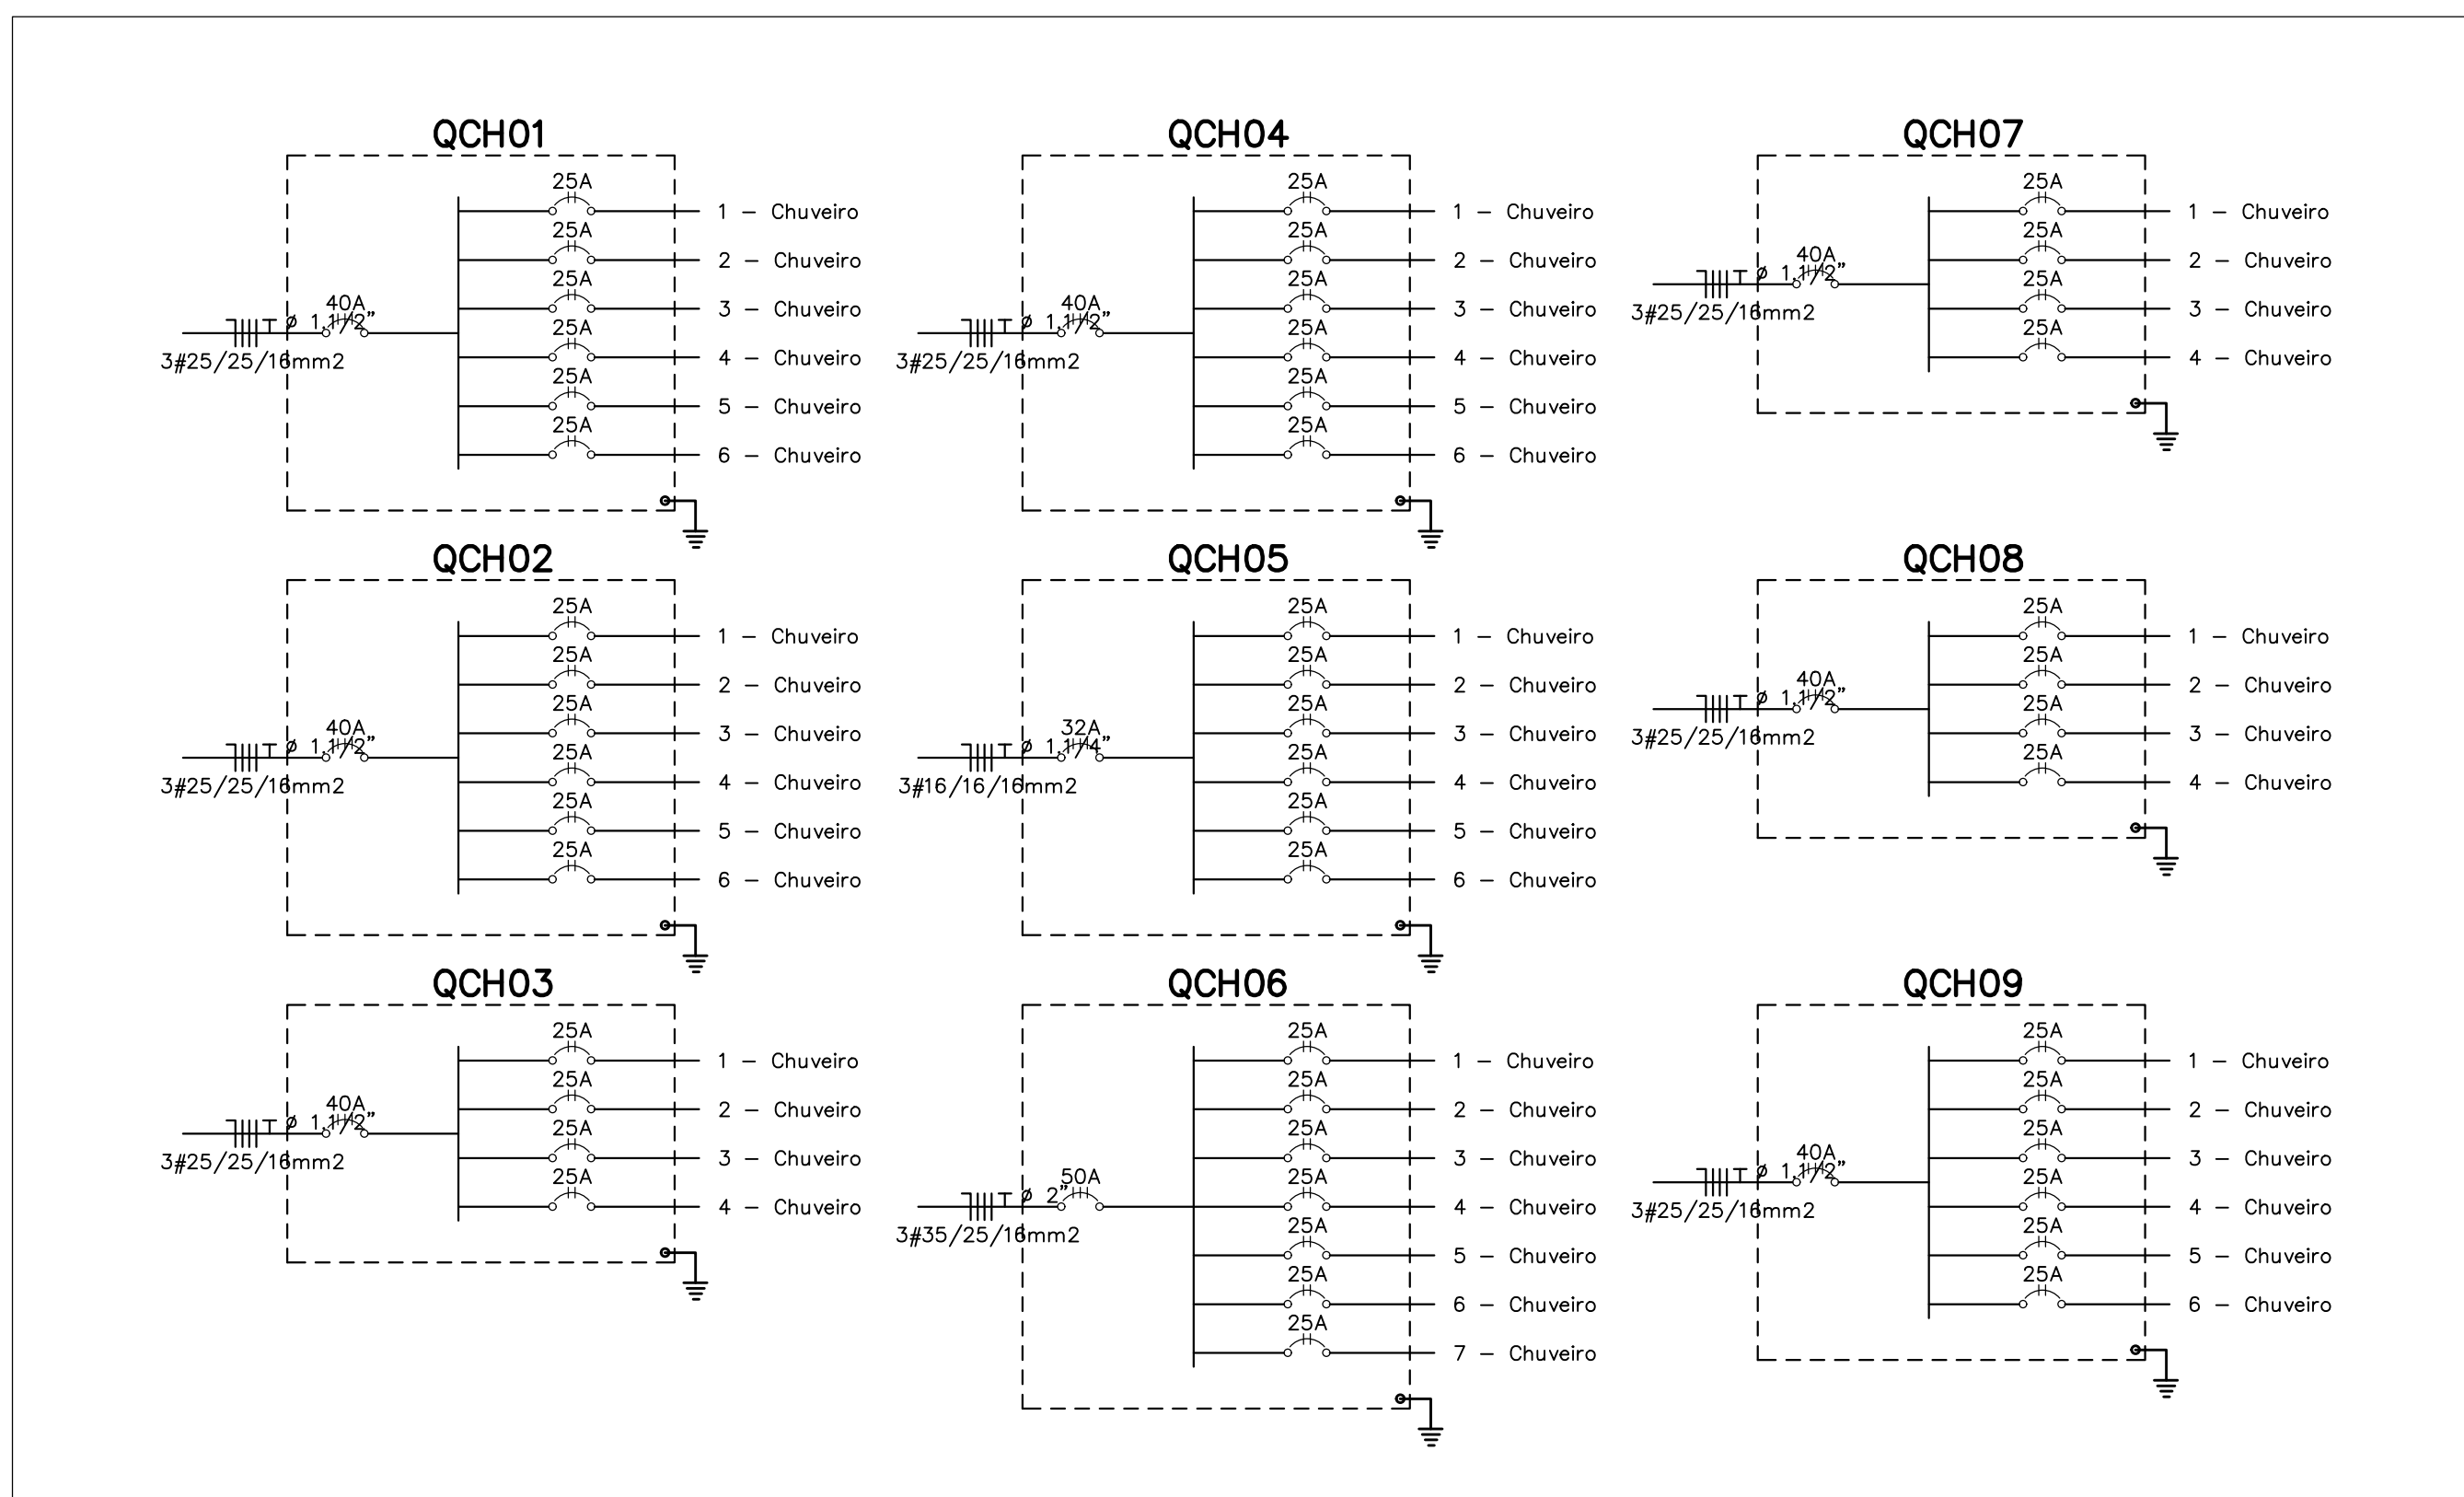 QCH01
25A
1 - Chuveiro
25A
2 - Chuveiro
25A
40A
3 - Chuveiro
ø 1.1/2"
25A
3#25/25/16mm2
4 - Chuveiro
25A
5 - Chuveiro
25A
6 - Chuveiro
QCH02
25A
1 - Chuveiro
25A
2 - Chuveiro
25A
40A
3 - Chuveiro
ø 1.1/2"
25A
3#25/25/16mm2
4 - Chuveiro
25A
5 - Chuveiro
25A
6 - Chuveiro
QCH03
25A
1 - Chuveiro
25A
40A
2 - Chuveiro
ø 1.1/2"
25A
3#25/25/16mm2
3 - Chuveiro
25A
4 - Chuveiro
QCH04
25A
1 - Chuveiro
25A
2 - Chuveiro
25A
40A
3 - Chuveiro
ø 1.1/2"
25A
3#25/25/16mm2
4 - Chuveiro
25A
5 - Chuveiro
25A
6 - Chuveiro
QCH05
25A
1 - Chuveiro
25A
2 - Chuveiro
25A
32A
3 - Chuveiro
ø 1.1/4"
25A
3#16/16/16mm2
4 - Chuveiro
25A
5 - Chuveiro
25A
6 - Chuveiro
QCH06
25A
1 - Chuveiro
25A
2 - Chuveiro
25A
3 - Chuveiro
50A
25A
ø 2"
4 - Chuveiro
3#35/25/16mm2
25A
5 - Chuveiro
25A
6 - Chuveiro
25A
7 - Chuveiro
QCH07
25A
1 - Chuveiro
25A
40A
2 - Chuveiro
ø 1.1/2"
25A
3#25/25/16mm2
3 - Chuveiro
25A
4 - Chuveiro
QCH08
25A
1 - Chuveiro
25A
40A
2 - Chuveiro
ø 1.1/2"
25A
3#25/25/16mm2
3 - Chuveiro
25A
4 - Chuveiro
QCH09
25A
1 - Chuveiro
25A
2 - Chuveiro
25A
40A
3 - Chuveiro
ø 1.1/2"
25A
3#25/25/16mm2
4 - Chuveiro
25A
5 - Chuveiro
25A
6 - Chuveiro